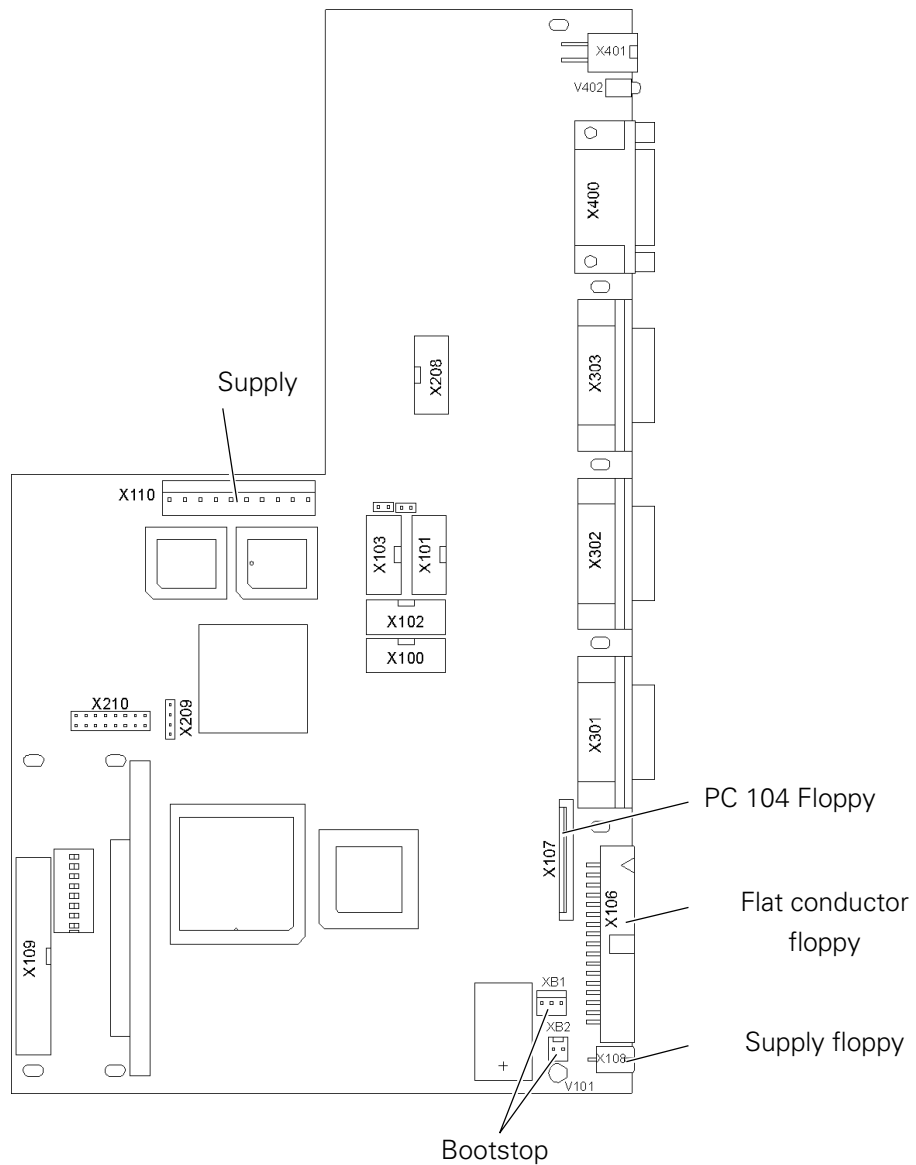 X401
V402
X400
X303
X208
Supply
X110
X103
X101
X302
X102
X100
X210
X209
X301
PC 104 Floppy
X107
X106
Flat conductor
floppy
X109
XB1
XB2
X108
Supply floppy
V101
Bootstop